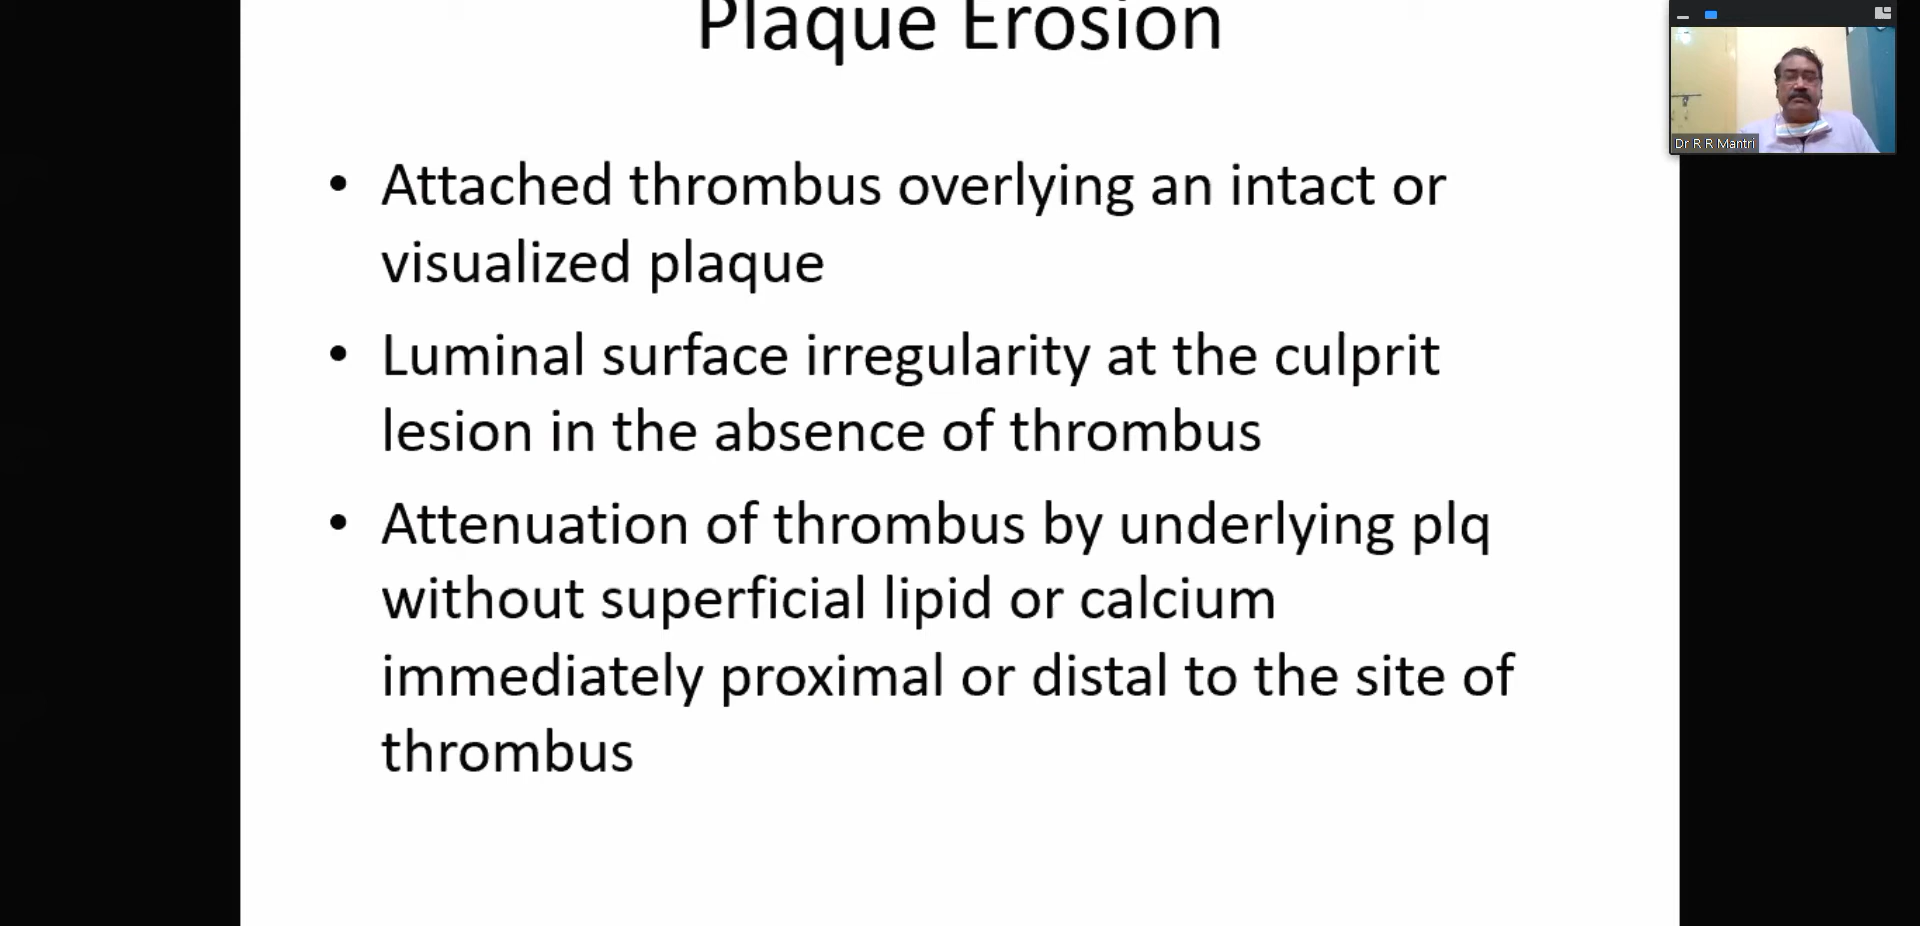 Plaque Erosion
Dr R R Mantri
• Attached thrombus overlying an intact or
visualized plaque
• Luminal surface irregularity at the culprit
lesion in the absence of thrombus
• Attenuation of thrombus by underlying plq
without superficial lipid or calcium
immediately proximal or distal to the site of
thrombus